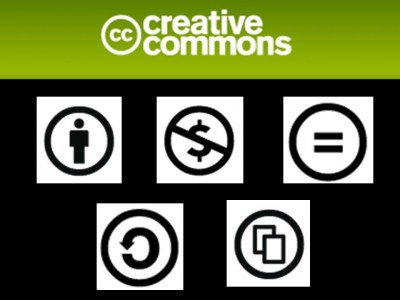 cc creative
commons
$
=